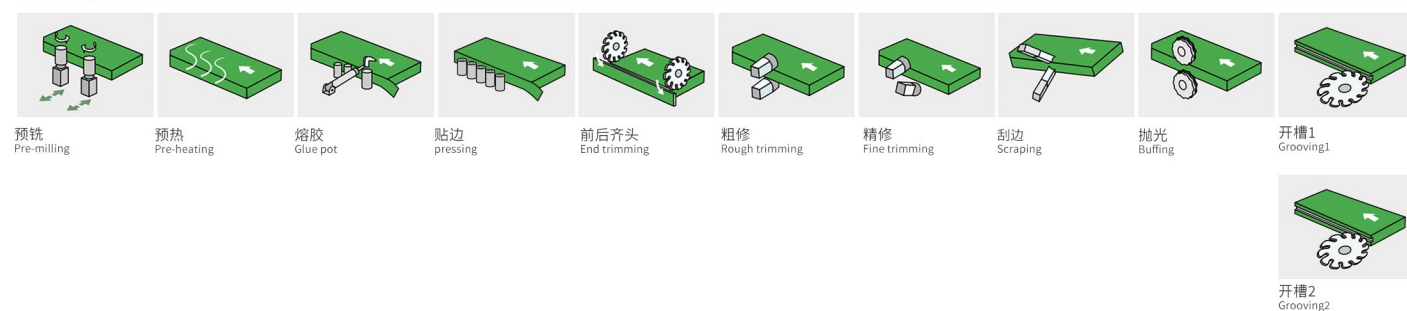 预铣
Pre-milling
预热
Pre-heating
熔胶
Glue pot
贴边
pressing
前后齐头
End trimming
粗修
Rough trimming
精修
Fine trimming
刮边
Scraping
抛光
Buffing
开槽1
Grooving1
开槽2
Grooving2